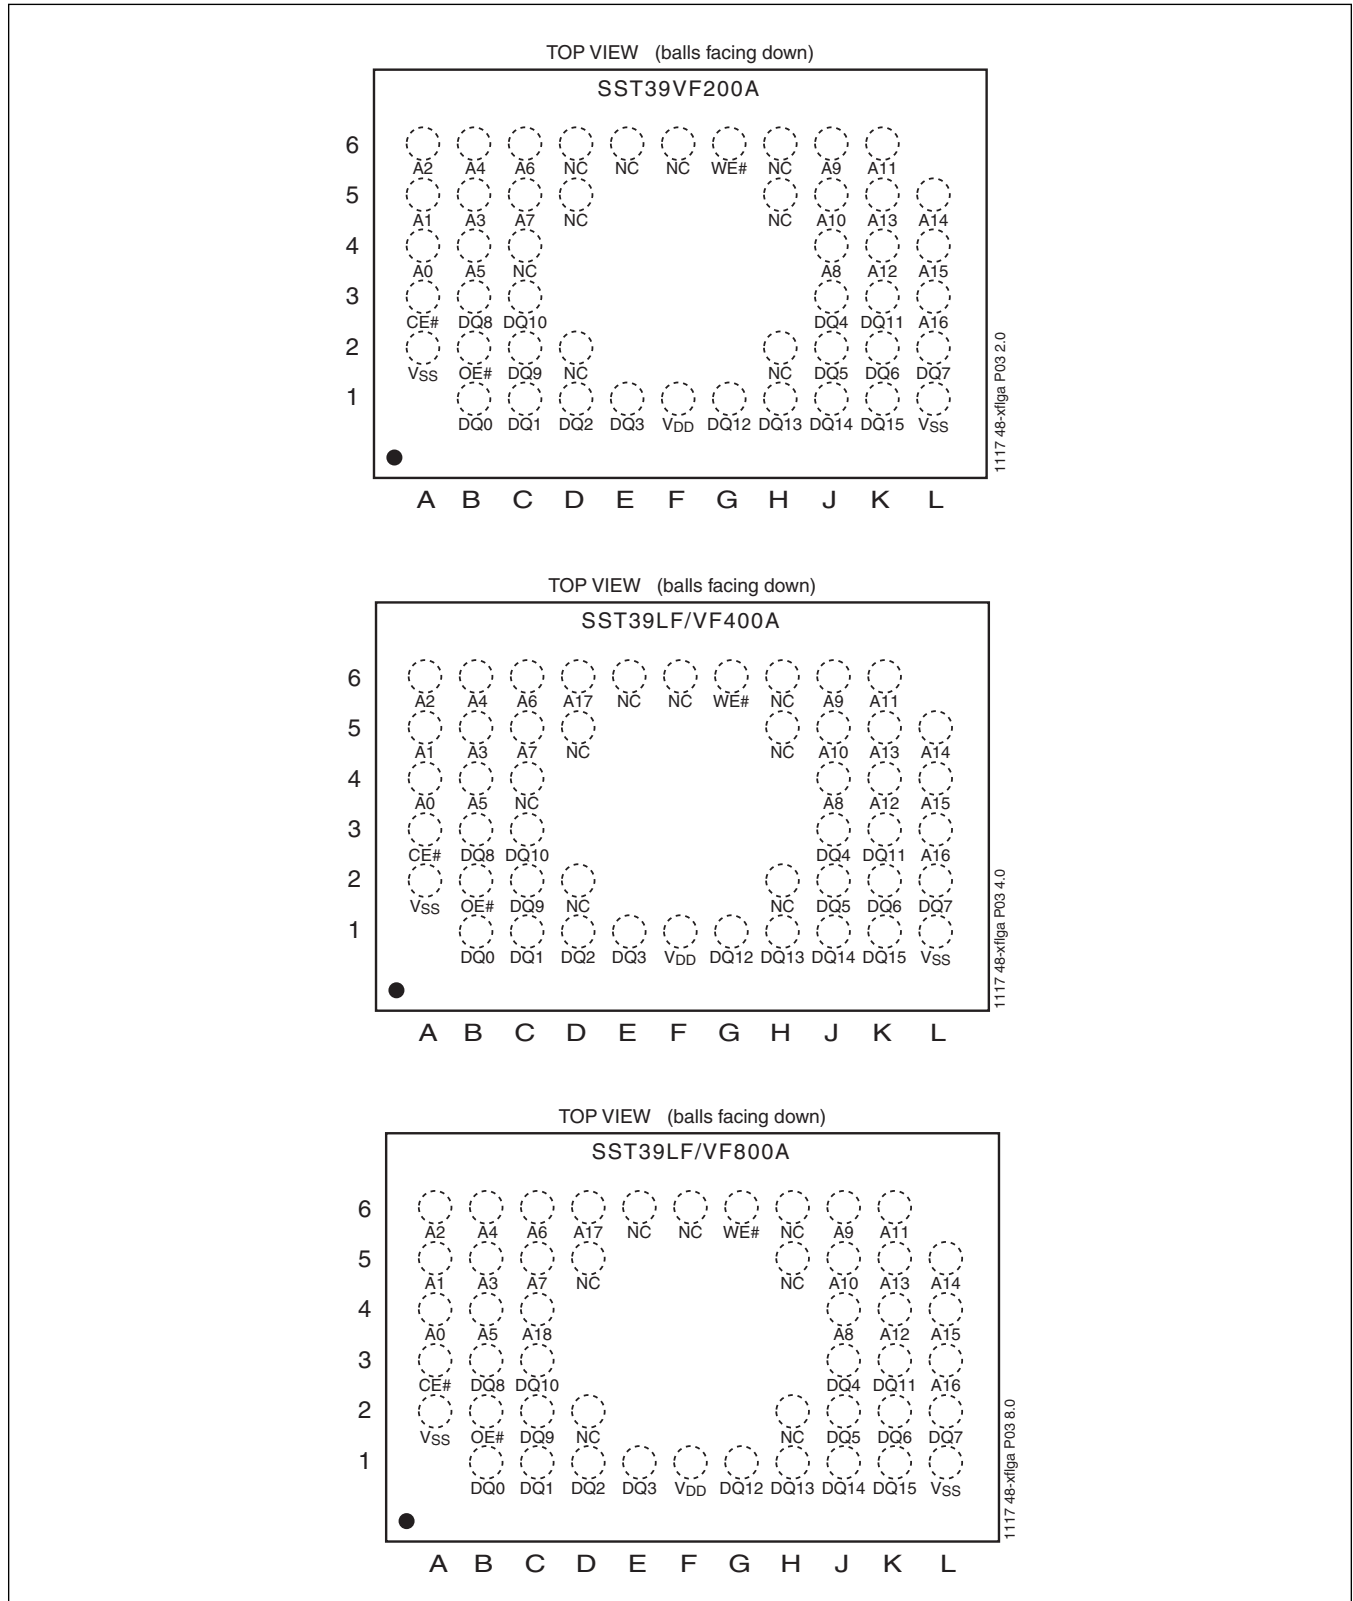 TOP VIEW (balls facing down)
SST39VF200A
6
A2 A4 A6 NC NC NC WE# NC A9 A11
5
A1 A3 A7 NC NC A10 A13 A14
4
A0 A5 NC A8 A12 A15
3
CE# DQ8 DQ10 DQ4 DQ11 A16
2
VSS OE# DQ9 NC NC DQ5 DQ6 DQ7
1
DQ0 DQ1 DQ2 DQ3 VDD DQ12 DQ13 DQ14 DQ15 VSS
1117 48-xflga P03 2.0
A B C D E F G H J K L
TOP VIEW (balls facing down)
SST39LF/VF400A
6
A2 A4 A6 A17 NC NC WE# NC A9 A11
5
A1 A3 A7 NC NC A10 A13 A14
4
A0 A5 NC A8 A12 A15
3
CE# DQ8 DQ10 DQ4 DQ11 A16
2
VSS OE# DQ9 NC NC DQ5 DQ6 DQ7
1
DQ0 DQ1 DQ2 DQ3 VDD DQ12 DQ13 DQ14 DQ15 VSS
1117 48-xflga P03 4.0
A B C D E F G H J K L
TOP VIEW (balls facing down)
SST39LF/VF800A
6
A2 A4 A6 A17 NC NC WE# NC A9 A11
5
A1 A3 A7 NC NC A10 A13 A14
4
A0 A5 A18 A8 A12 A15
3
CE# DQ8 DQ10 DQ4 DQ11 A16
2
VSS OE# DQ9 NC NC DQ5 DQ6 DQ7
1
DQ0 DQ1 DQ2 DQ3 VDD DQ12 DQ13 DQ14 DQ15 VSS
1117 48-xflga P03 8.0
A B C D E F G H J K L